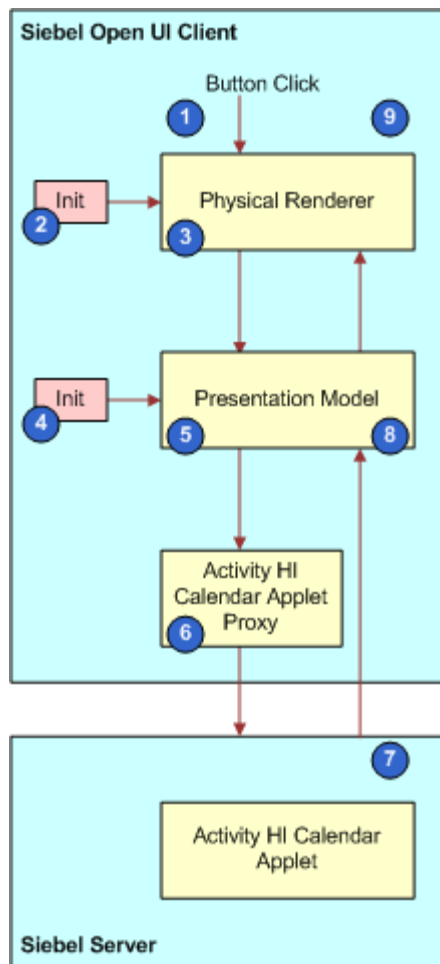 Siebel Open UI Client
Button Click
1
9
Init
2
Physical Renderer
3
Init
4
Presentation Model
5
8
Activity HI
Calendar Applet
Proxy
6
7
Activity HI Calendar
Applet
Siebel Server